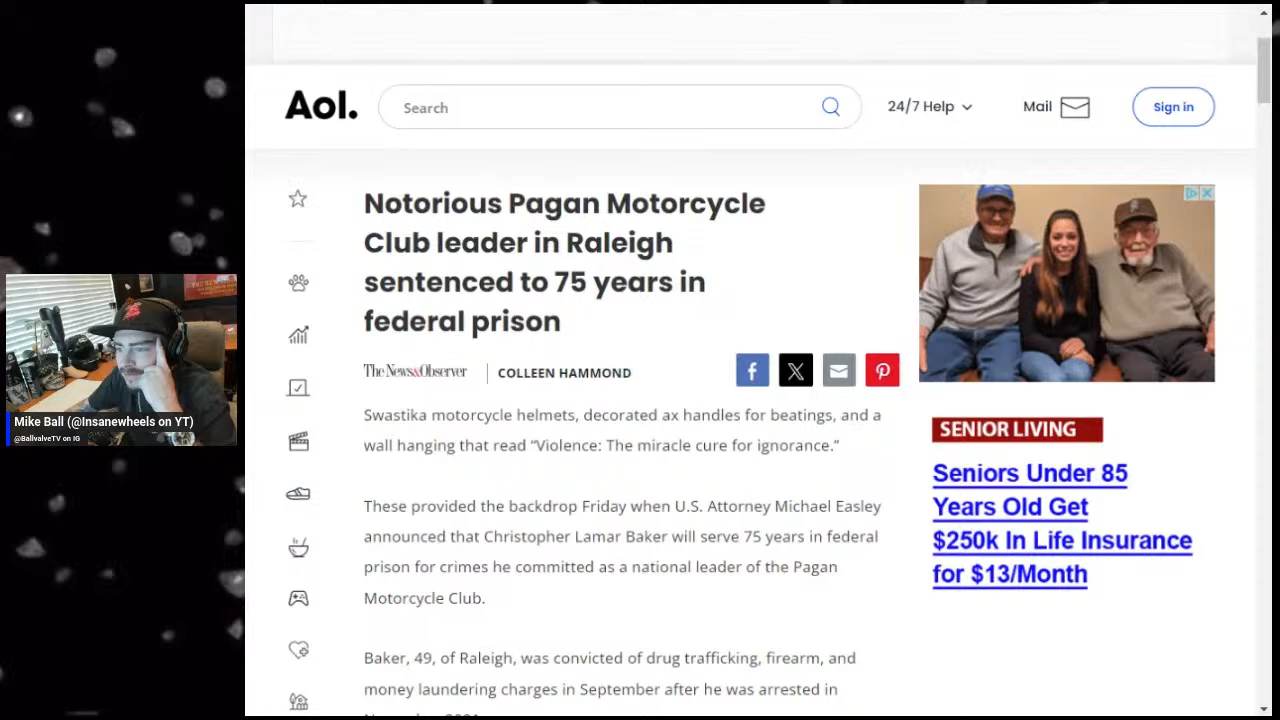 Aol.
Search
24/7 Help
Mail
Sign in
Notorious Pagan Motorcycle
Club leader in Raleigh
sentenced to 75 years in
federal prison
The News&Observer
COLLEEN HAMMOND
Swastika motorcycle helmets, decorated ax handles for beatings, and a
wall hanging that read “Violence: The miracle cure for ignorance.”
These provided the backdrop Friday when U.S. Attorney Michael Easley
announced that Christopher Lamar Baker will serve 75 years in federal
prison for crimes he committed as a national leader of the Pagan
Motorcycle Club.
Baker, 49, of Raleigh, was convicted of drug trafficking, firearm, and
money laundering charges in September after he was arrested in
SENIOR LIVING
Seniors Under 85
Years Old Get
$250k In Life Insurance
for $13/Month
Mike Ball (@Insanewheels on YT)
@BallvalveTV on IG